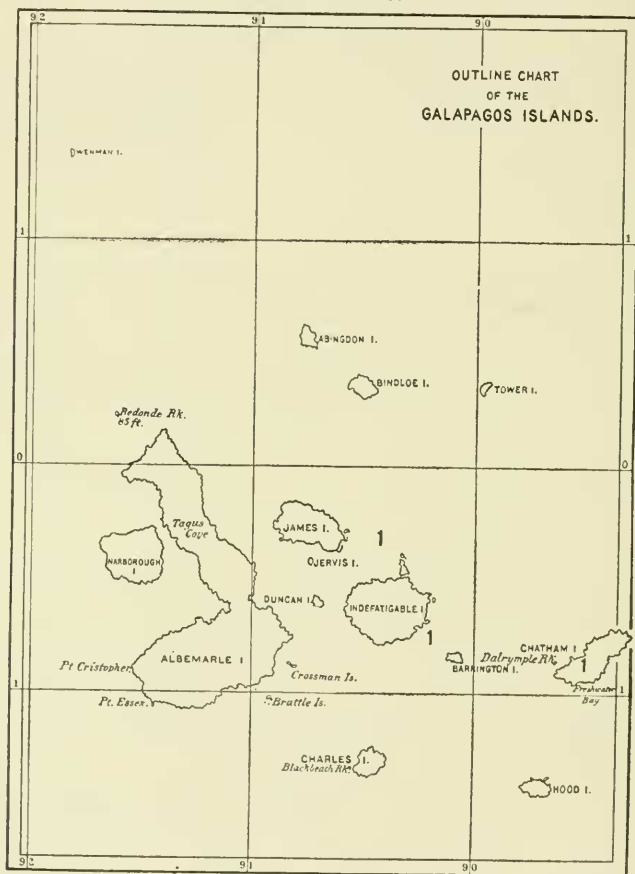 92
91
90
OUTLINE CHART
OF THE
GALAPAGOS ISLANDS.
WENMAN I.
1
1
ABINGDON I.
BINDLOE I.
TOWER I.
Redonde Rk.
85 ft.
0
0
Tagus
Cove
JAMES I.
1
JERVIS I.
NARBOROUGH
I
DUNCAN I.
INDEFATIGABLE I
1
CHATHAM I
Dalrymple Rk.
1
BARRINGTON I.
Freshwater
Bay
ALBEMARLE I
Pt Cristopher
Crossman Is.
1
1
Pt. Essex.
Brattle Is.
CHARLES
I.
Blackbeach Rk.
HOOD I.
92
91
90